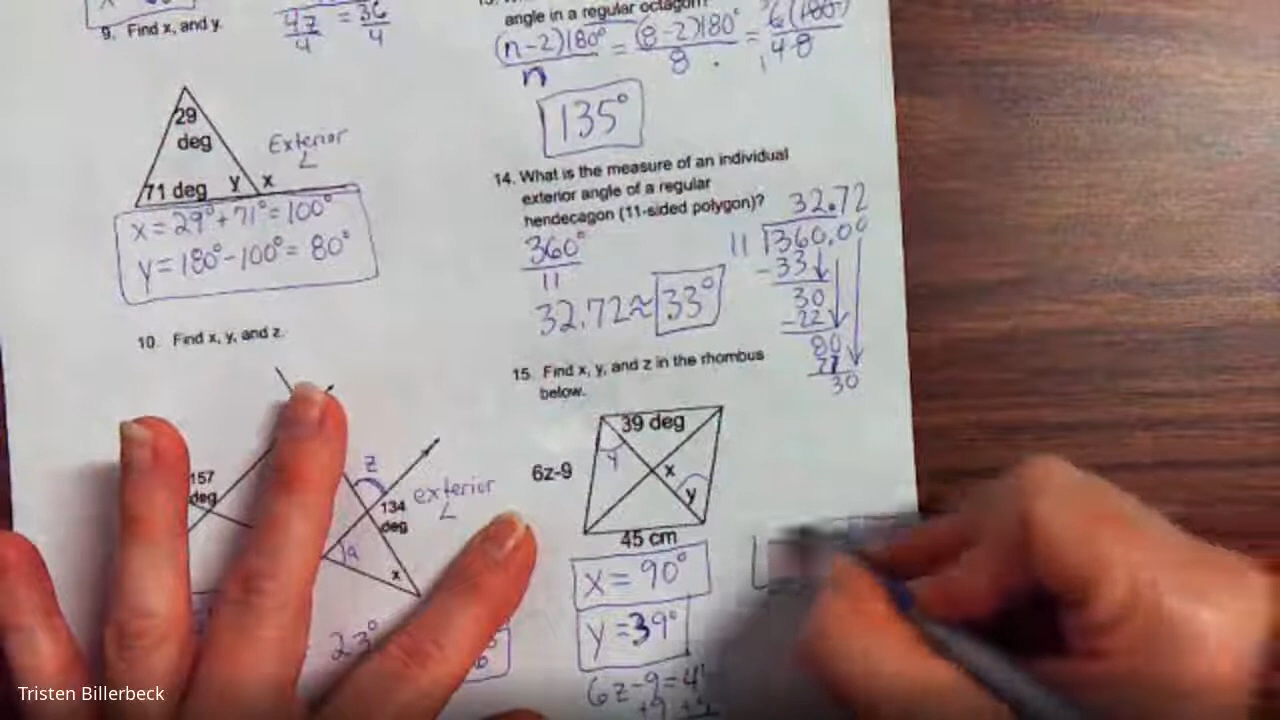 9. Find x, and y.
4z/4 = 36/4
29
deg
Exterior
∠
71 deg y x
x = 29° + 71° = 100°
y = 180° - 100° = 80°
10. Find x, y, and z.
157
deg
z
134
deg
exterior
∠
a
x
23°
angle in a regular octagon?
(n-2)180°/n = (8-2)180°/8 =
135°
14. What is the measure of an individual
exterior angle of a regular
hendecagon (11-sided polygon)?
360°/11
32.72 ≈ 33°
32.72
11 360.00
-33
30
-22
80
77
30
15. Find x, y, and z in the rhombus
below.
39 deg
y
6z-9
x
y
45 cm
x = 90°
y = 39°
6z-9=4
Tristen Billerbeck